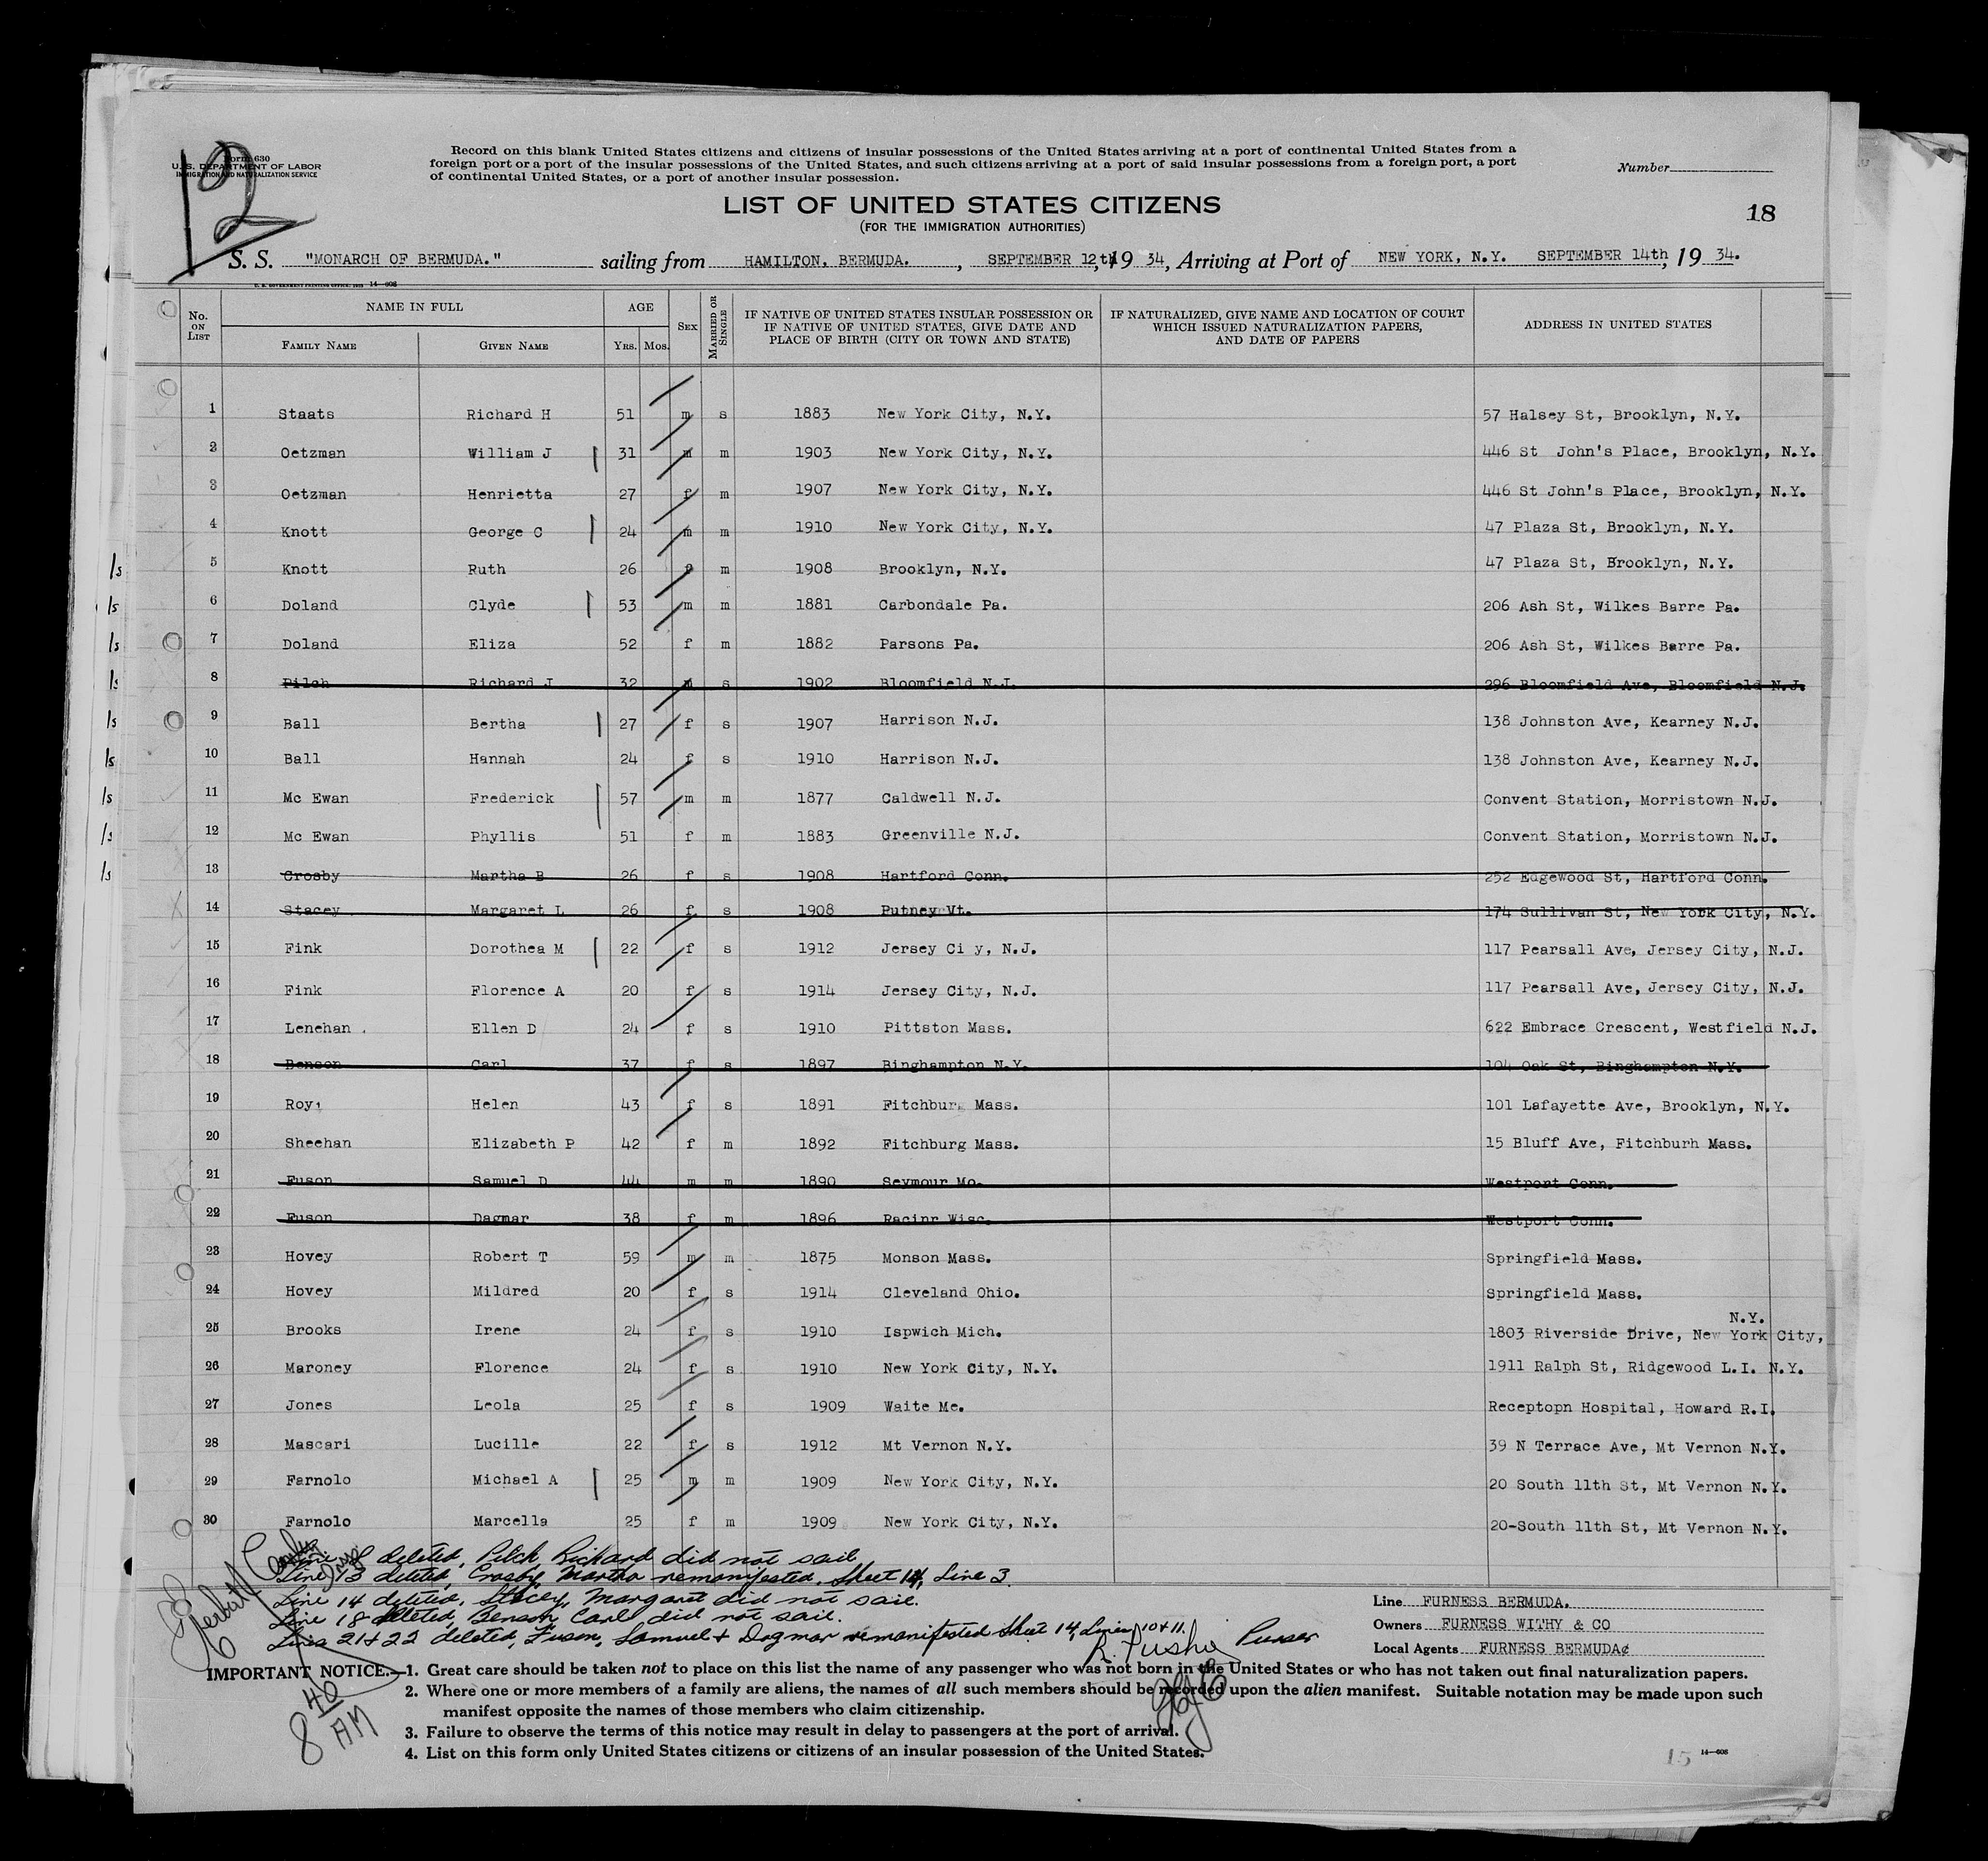 Form 630
U. S. DEPARTMENT OF LABOR
IMMIGRATION AND NATURALIZATION SERVICE
12
Record on this blank United States citizens and citizens of insular possessions of the United States arriving at a port of continental United States from a
foreign port or a port of the insular possessions of the United States, and such citizens arriving at a port of said insular possessions from a foreign port, a port
of continental United States, or a port of another insular possession.
Number
LIST OF UNITED STATES CITIZENS
(FOR THE IMMIGRATION AUTHORITIES)
18
S. S. "MONARCH OF BERMUDA." sailing from HAMILTON, BERMUDA. , SEPTEMBER 12th, 19 34, Arriving at Port of NEW YORK, N.Y. SEPTEMBER 14th, 19 34.
U. S. GOVERNMENT PRINTING OFFICE: 14—608
No. ON LIST NAME IN FULL AGE SEX MARRIED OR SINGLE IF NATIVE OF UNITED STATES INSULAR POSSESSION OR IF NATIVE OF UNITED STATES, GIVE DATE AND PLACE OF BIRTH (CITY OR TOWN AND STATE) IF NATURALIZED, GIVE NAME AND LOCATION OF COURT WHICH ISSUED NATURALIZATION PAPERS, AND DATE OF PAPERS ADDRESS IN UNITED STATES
FAMILY NAME GIVEN NAME YRS. MOS.
1 Staats Richard H 51 m s 1883 New York City, N.Y. 57 Halsey St, Brooklyn, N.Y.
2 Oetzman William J 31 m m 1903 New York City, N.Y. 446 St John's Place, Brooklyn, N.Y.
3 Oetzman Henrietta 27 f m 1907 New York City, N.Y. 446 St John's Place, Brooklyn, N.Y.
4 Knott George C 24 m m 1910 New York City, N.Y. 47 Plaza St, Brooklyn, N.Y.
5 Knott Ruth 26 f m 1908 Brooklyn, N.Y. 47 Plaza St, Brooklyn, N.Y.
6 Doland Clyde 53 m m 1881 Carbondale Pa. 206 Ash St, Wilkes Barre Pa.
7 Doland Eliza 52 f m 1882 Parsons Pa. 206 Ash St, Wilkes Barre Pa.
8 Pilch Richard J 32 m s 1902 Bloomfield N.J. 296 Bloomfield Ave, Bloomfield N.J.
9 Ball Bertha 27 f s 1907 Harrison N.J. 138 Johnston Ave, Kearney N.J.
10 Ball Hannah 24 f s 1910 Harrison N.J. 138 Johnston Ave, Kearney N.J.
11 Mc Ewan Frederick 57 m m 1877 Caldwell N.J. Convent Station, Morristown N.J.
12 Mc Ewan Phyllis 51 f m 1883 Greenville N.J. Convent Station, Morristown N.J.
13 Crosby Martha B 26 f s 1908 Hartford Conn. 252 Edgewood St, Hartford Conn.
14 Stacey Margaret L 26 f s 1908 Putney Vt. 174 Sullivan St, New York City, N.Y.
15 Fink Dorothea M 22 f s 1912 Jersey Ci y, N.J. 117 Pearsall Ave, Jersey City, N.J.
16 Fink Florence A 20 f s 1914 Jersey City, N.J. 117 Pearsall Ave, Jersey City, N.J.
17 Lenehan Ellen D 24 f s 1910 Pittston Mass. 622 Embrace Crescent, Westfield N.J.
18 Benson Carl 37 f s 1897 Binghampton N.Y. 104 Oak St, Binghampton N.Y.
19 Roy, Helen 43 f s 1891 Fitchburg Mass. 101 Lafayette Ave, Brooklyn, N.Y.
20 Sheehan Elizabeth P 42 f m 1892 Fitchburg Mass. 15 Bluff Ave, Fitchburh Mass.
21 Fuson Samuel D 44 m m 1890 Seymour Mo. Westport Conn.
22 Fuson Dagmar 38 f m 1896 Racinr Wisc. Westport Conn.
23 Hovey Robert T 59 m m 1875 Monson Mass. Springfield Mass.
24 Hovey Mildred 20 f s 1914 Cleveland Ohio. Springfield Mass.
25 Brooks Irene 24 f s 1910 Ispwich Mich. 1803 Riverside Drive, New York City, N.Y.
26 Maroney Florence 24 f s 1910 New York City, N.Y. 1911 Ralph St, Ridgewood L.I. N.Y.
27 Jones Leola 25 f s 1909 Waite Me. Receptopn Hospital, Howard R.I.
28 Mascari Lucille 22 f s 1912 Mt Vernon N.Y. 39 N Terrace Ave, Mt Vernon N.Y.
29 Farnolo Michael A 25 m m 1909 New York City, N.Y. 20 South 11th St, Mt Vernon N.Y.
30 Farnolo Marcella 25 f m 1909 New York City, N.Y. 20-South 11th St, Mt Vernon N.Y.
Line 8 deleted, Pilch Richard did not sail
Line 13 deleted, Crosby, Martha remanifested, Sheet 14, Line 3.
Line 14 deleted, Stacey, Margaret did not sail.
Line 18 deleted, Benson Carl did not sail.
Lines 21 + 22 deleted, Fuson, Samuel + Dagmar remanifested Sheet 14, Lines 10+11.
Purser
8 40 AM
Line FURNESS BERMUDA.
Owners FURNESS WITHY & CO
Local Agents FURNESS BERMUDA¢
IMPORTANT NOTICE.—1. Great care should be taken not to place on this list the name of any passenger who was not born in the United States or who has not taken out final naturalization papers.
2. Where one or more members of a family are aliens, the names of all such members should be recorded upon the alien manifest. Suitable notation may be made upon such
manifest opposite the names of those members who claim citizenship.
3. Failure to observe the terms of this notice may result in delay to passengers at the port of arrival.
4. List on this form only United States citizens or citizens of an insular possession of the United States.
15 14—608